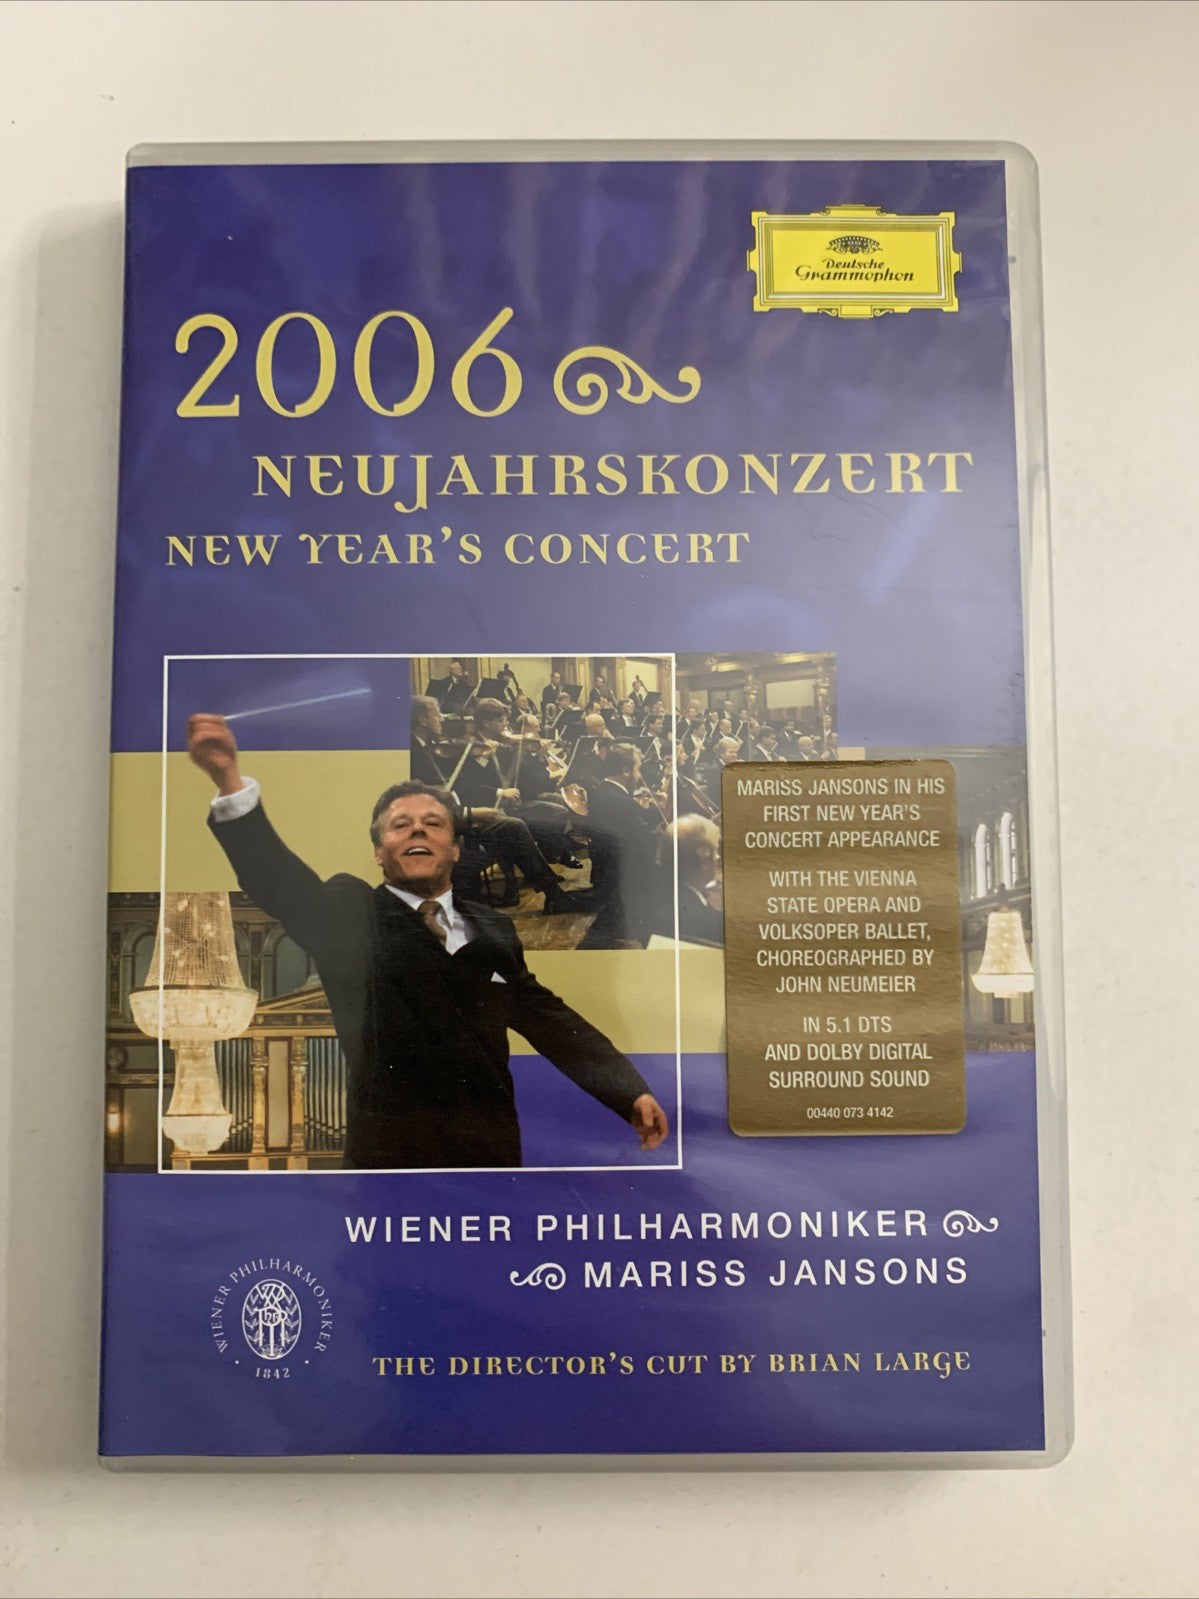 Deutsche
Grammophon
2006
NEUJAHRSKONZERT
NEW YEAR'S CONCERT
MARISS JANSONS IN HIS
FIRST NEW YEAR'S
CONCERT APPEARANCE
WITH THE VIENNA
STATE OPERA AND
VOLKSOPER BALLET,
CHOREOGRAPHED BY
JOHN NEUMEIER
IN 5.1 DTS
AND DOLBY DIGITAL
SURROUND SOUND
00440 073 4142
WIENER PHILHARMONIKER
MARISS JANSONS
WIENER PHILHARMONIKER
· 1842 ·
THE DIRECTOR'S CUT BY BRIAN LARGE